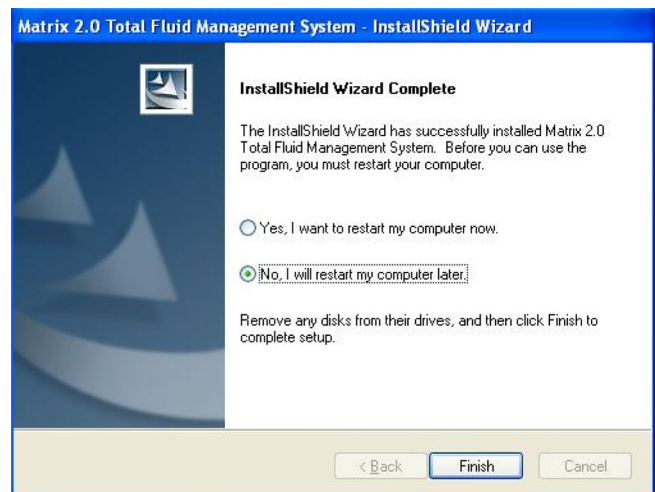 Matrix 2.0 Total Fluid Management System - InstallShield Wizard
InstallShield Wizard Complete
The InstallShield Wizard has successfully installed Matrix 2.0
Total Fluid Management System. Before you can use the
program, you must restart your computer.
Yes, I want to restart my computer now.
No, I will restart my computer later.
Remove any disks from their drives, and then click Finish to
complete setup.
< Back Finish Cancel